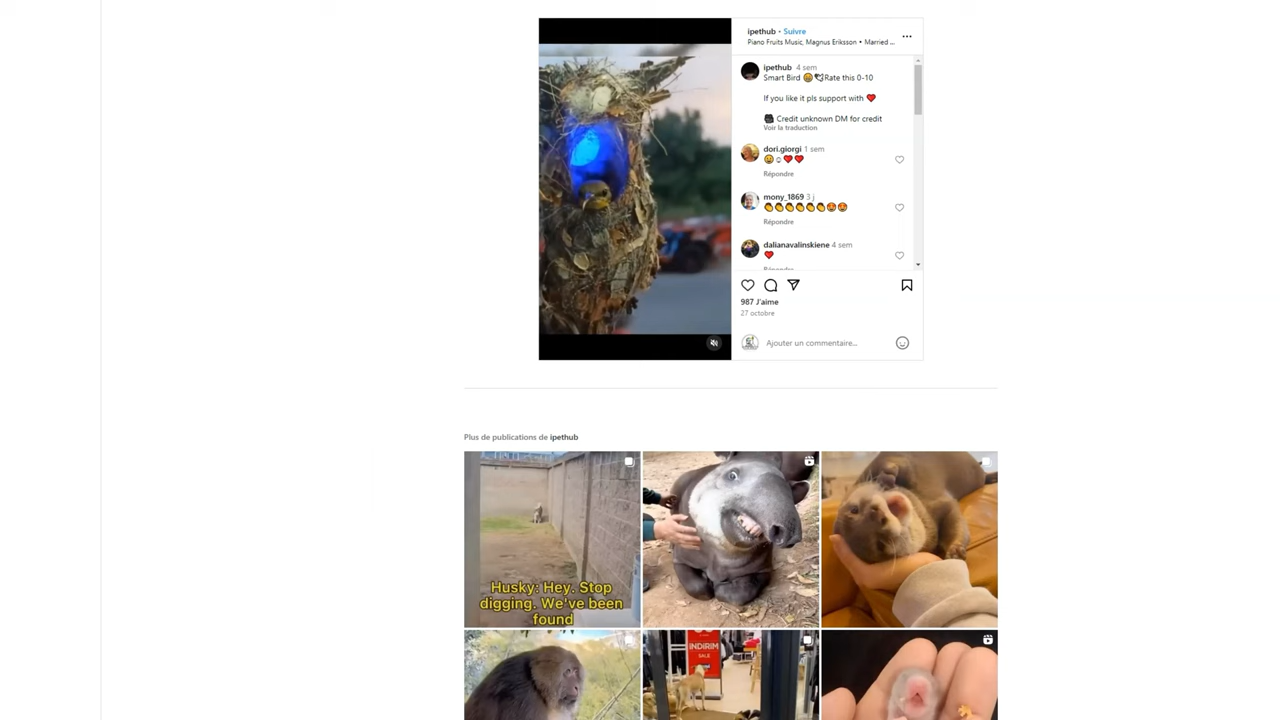 ipethub • Suivre
Piano Fruits Music, Magnus Eriksson • Married ...
ipethub 4 sem
Smart Bird 😄🕊Rate this 0-10
If you like it pls support with ❤️
📷 Credit unknown DM for credit
Voir la traduction
dori.giorgi 1 sem
😃☺❤️❤️
Répondre
mony_1869 3 j
👏👏👏👏👏👏😍😍
Répondre
dalianavalinskiene 4 sem
❤️
Répondre
987 J'aime
27 octobre
Ajouter un commentaire...
Plus de publications de ipethub
Husky: Hey. Stop
digging. We've been
found
INDIRIM
SALE